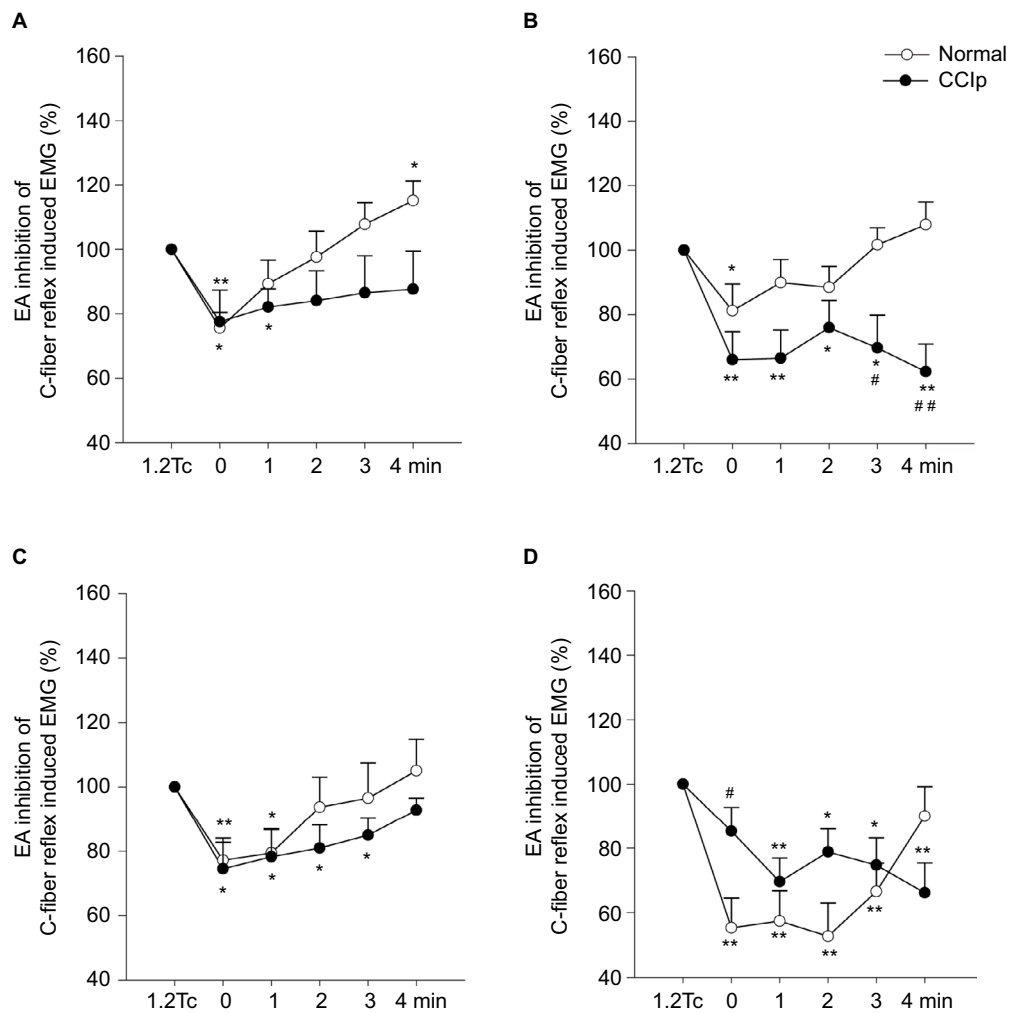 A
EA inhibition of
C-fiber reflex induced EMG (%)
160
140
120
100
80
60
40
*
**
*
*
1.2Tc 0 1 2 3 4 min
B
Normal
CCIp
EA inhibition of
C-fiber reflex induced EMG (%)
160
140
120
100
80
60
40
*
** ** * * **
# ##
1.2Tc 0 1 2 3 4 min
C
EA inhibition of
C-fiber reflex induced EMG (%)
160
140
120
100
80
60
40
** *
* * * *
1.2Tc 0 1 2 3 4 min
D
EA inhibition of
C-fiber reflex induced EMG (%)
160
140
120
100
80
60
40
# ** * * **
** ** ** **
1.2Tc 0 1 2 3 4 min